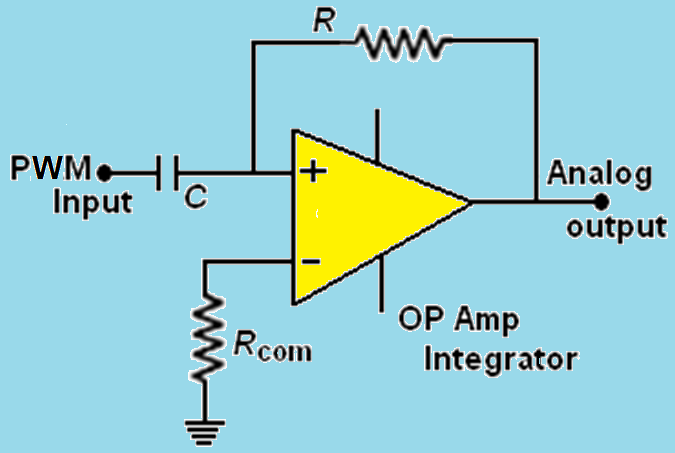 R
PWM
Input
C
+
Analog
output
−
Rcom
OP Amp
Integrator